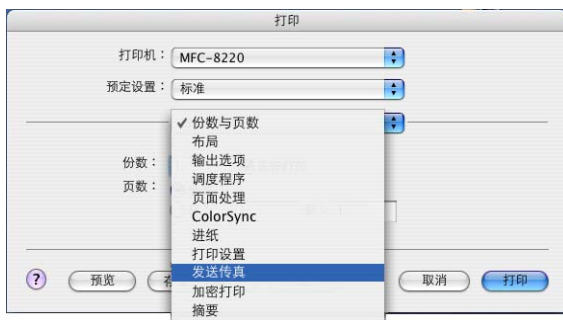 打印
打印机： MFC-8220
预定设置： 标准
✓ 份数与页数
布局
份数： 输出选项
调度程序
页数：
页面处理
ColorSync
进纸
打印设置
? 预览 发送传真 取消 打印
加密打印
摘要